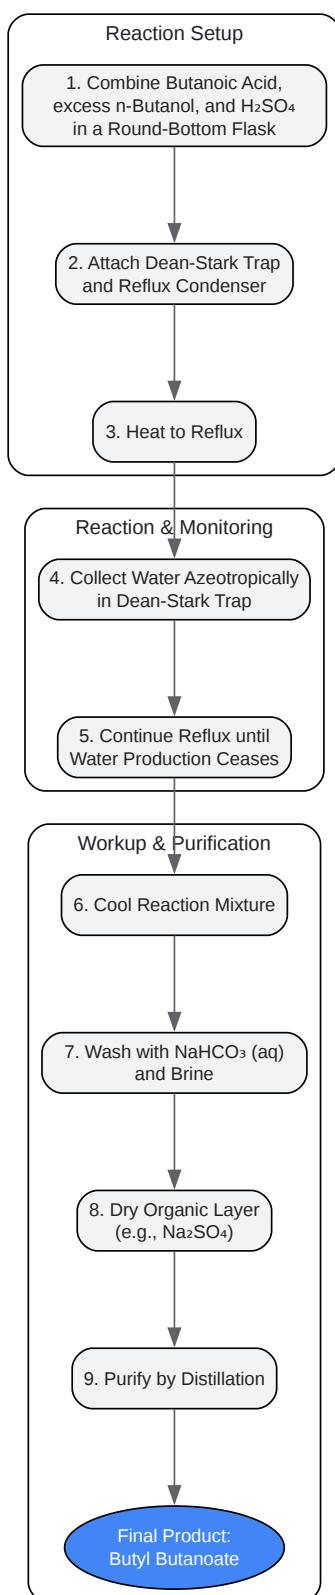 Reaction Setup
1. Combine Butanoic Acid,
excess n-Butanol, and H₂SO₄
in a Round-Bottom Flask
2. Attach Dean-Stark Trap
and Reflux Condenser
3. Heat to Reflux
Reaction & Monitoring
4. Collect Water Azeotropically
in Dean-Stark Trap
5. Continue Reflux until
Water Production Ceases
Workup & Purification
6. Cool Reaction Mixture
7. Wash with NaHCO₃ (aq)
and Brine
8. Dry Organic Layer
(e.g., Na₂SO₄)
9. Purify by Distillation
Final Product:
Butyl Butanoate